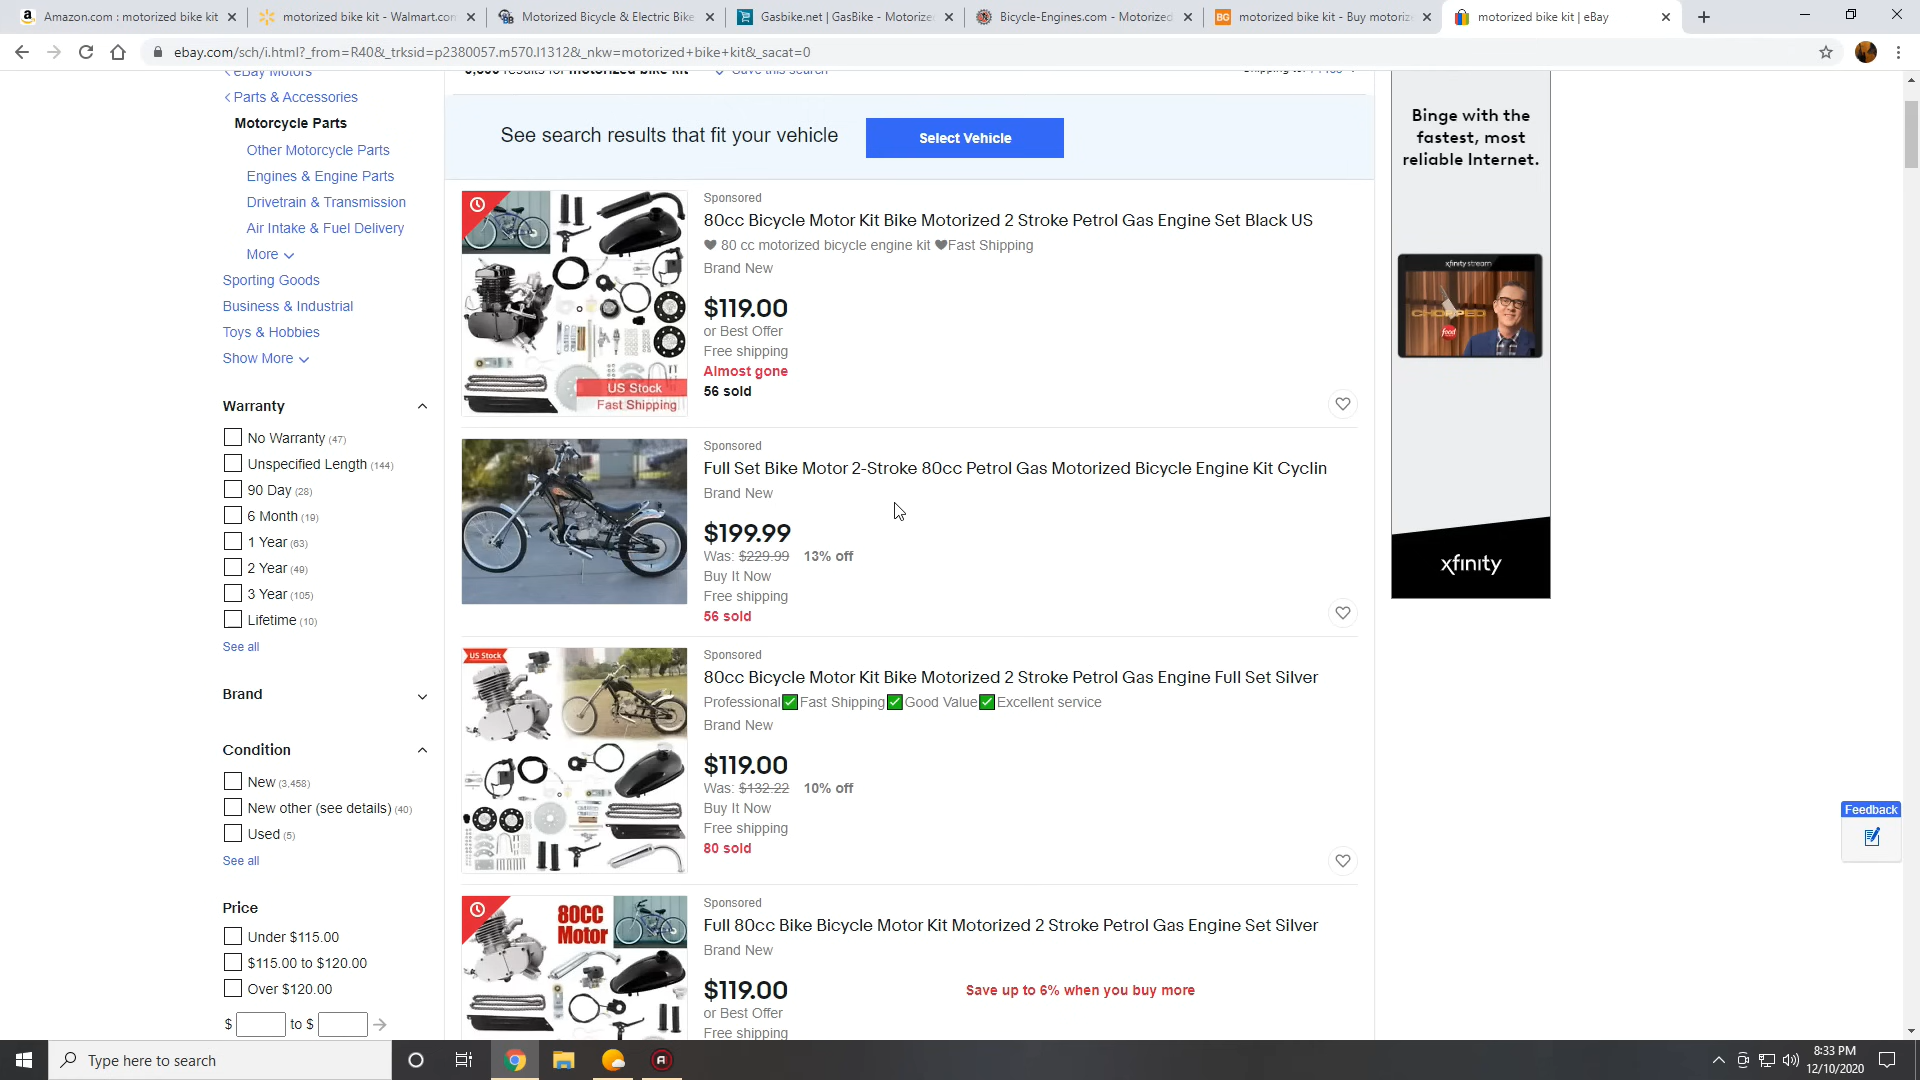 Amazon.com : motorized bike kit
motorized bike kit - Walmart.com
Motorized Bicycle & Electric Bike
Gasbike.net | GasBike - Motorize
Bicycle-Engines.com - Motorized
BG motorized bike kit - Buy motoriz
motorized bike kit | eBay
ebay.com/sch/i.html?_from=R40&_trksid=p2380057.m570.l1312&_nkw=motorized+bike+kit&_sacat=0
eBay Motors
results for motorized bike kit
Save this search
Parts & Accessories
Motorcycle Parts
Other Motorcycle Parts
Engines & Engine Parts
Drivetrain & Transmission
Air Intake & Fuel Delivery
More
Sporting Goods
Business & Industrial
Toys & Hobbies
Show More
Warranty
No Warranty (47)
Unspecified Length (144)
90 Day (28)
6 Month (19)
1 Year (63)
2 Year (49)
3 Year (105)
Lifetime (10)
See all
Brand
Condition
New (3,458)
New other (see details) (40)
Used (5)
See all
Price
Under $115.00
$115.00 to $120.00
Over $120.00
$ to $
See search results that fit your vehicle
Select Vehicle
US Stock
Fast Shipping
Sponsored
80cc Bicycle Motor Kit Bike Motorized 2 Stroke Petrol Gas Engine Set Black US
80 cc motorized bicycle engine kit Fast Shipping
Brand New
$119.00
or Best Offer
Free shipping
Almost gone
56 sold
Sponsored
Full Set Bike Motor 2-Stroke 80cc Petrol Gas Motorized Bicycle Engine Kit Cyclin
Brand New
$199.99
Was: $229.99 13% off
Buy It Now
Free shipping
56 sold
US Stock
Sponsored
80cc Bicycle Motor Kit Bike Motorized 2 Stroke Petrol Gas Engine Full Set Silver
Professional✅Fast Shipping✅Good Value✅Excellent service
Brand New
$119.00
Was: $132.22 10% off
Buy It Now
Free shipping
80 sold
80CC
Motor
Sponsored
Full 80cc Bike Bicycle Motor Kit Motorized 2 Stroke Petrol Gas Engine Set Silver
Brand New
$119.00
or Best Offer
Free shipping
Save up to 6% when you buy more
Binge with the
fastest, most
reliable Internet.
xfinity stream
CHOPPED
food
xfinity
Feedback
Type here to search
8:33 PM
12/10/2020